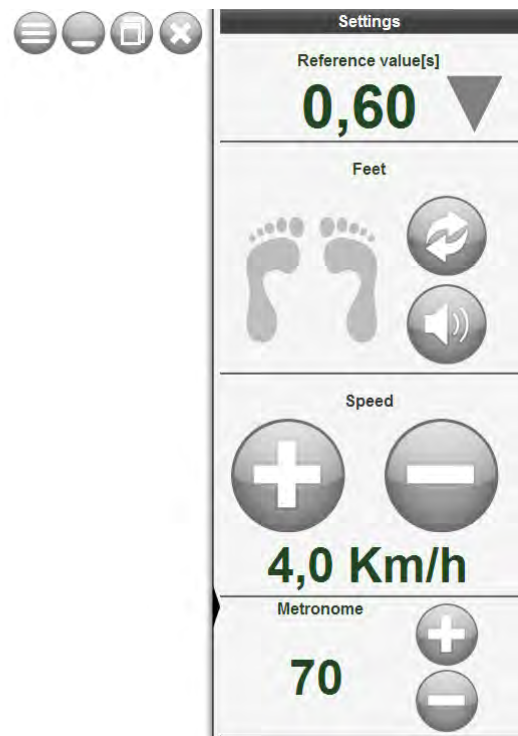 Settings
Reference value[s]
0,60
Feet
Speed
4,0 Km/h
Metronome
70